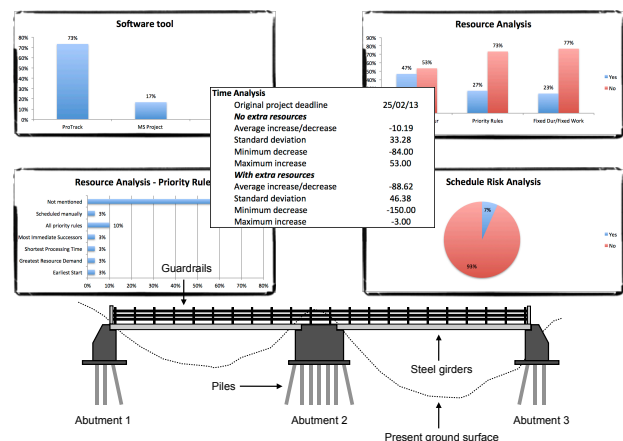 Software tool
80%
70%
60%
50%
40%
30%
20%
10%
0%
73%
17%
ProTrack
MS Project
Resource Analysis
90%
80%
70%
60%
50%
40%
30%
20%
10%
0%
47%
53%
27%
73%
23%
77%
Priority Rules
Fixed Dur/Fixed Work
Yes
No
Time Analysis
Original project deadline 25/02/13
No extra resources
Average increase/decrease -10.19
Standard deviation 33.28
Minimum decrease -84.00
Maximum increase 53.00
With extra resources
Average increase/decrease -88.62
Standard deviation 46.38
Minimum decrease -150.00
Maximum increase -3.00
Resource Analysis - Priority Rule
Not mentioned
Scheduled manually 3%
All priority rules 10%
Most Immediate Successors 3%
Shortest Processing Time 3%
Greatest Resource Demand 3%
Earliest Start 3%
0% 10% 20% 30% 40% 50% 60% 70% 80%
Schedule Risk Analysis
7%
93%
Yes
No
Guardrails
Steel girders
Piles
Abutment 1
Abutment 2
Abutment 3
Present ground surface